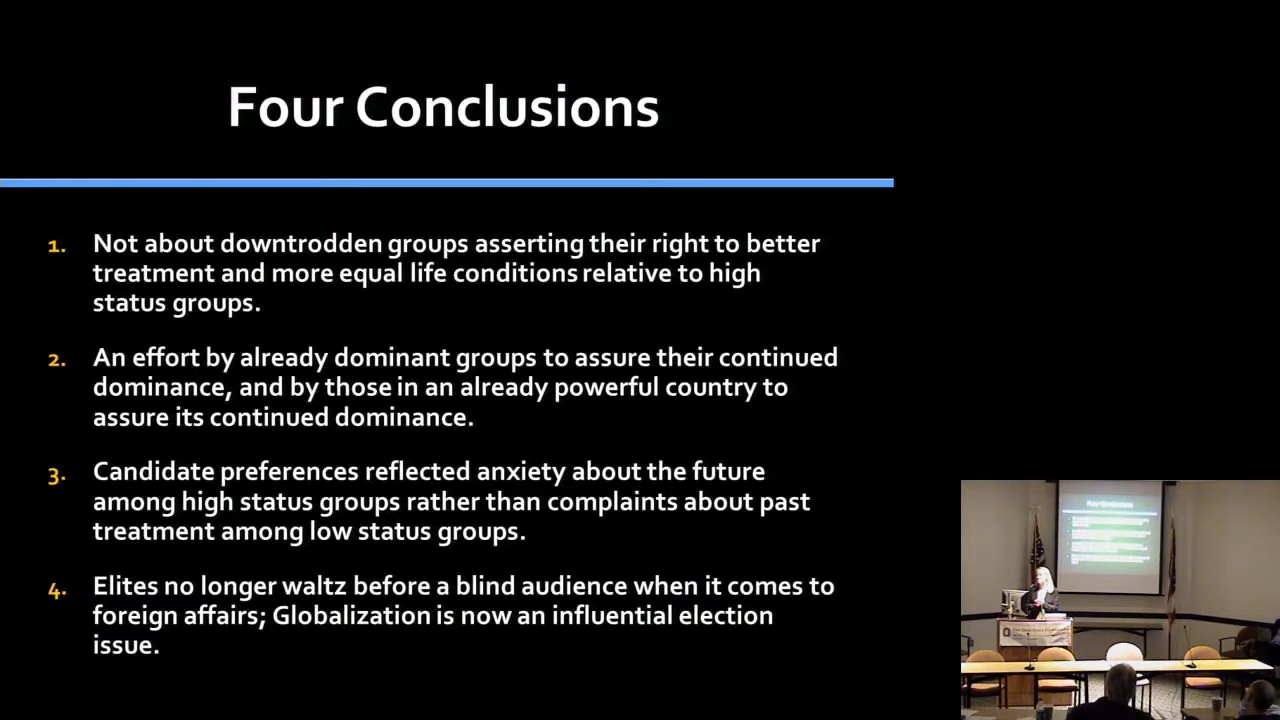 Four Conclusions
1. Not about downtrodden groups asserting their right to better
treatment and more equal life conditions relative to high
status groups.
2. An effort by already dominant groups to assure their continued
dominance, and by those in an already powerful country to
assure its continued dominance.
3. Candidate preferences reflected anxiety about the future
among high status groups rather than complaints about past
treatment among low status groups.
4. Elites no longer waltz before a blind audience when it comes to
foreign affairs; Globalization is now an influential election
issue.
Four Conclusions